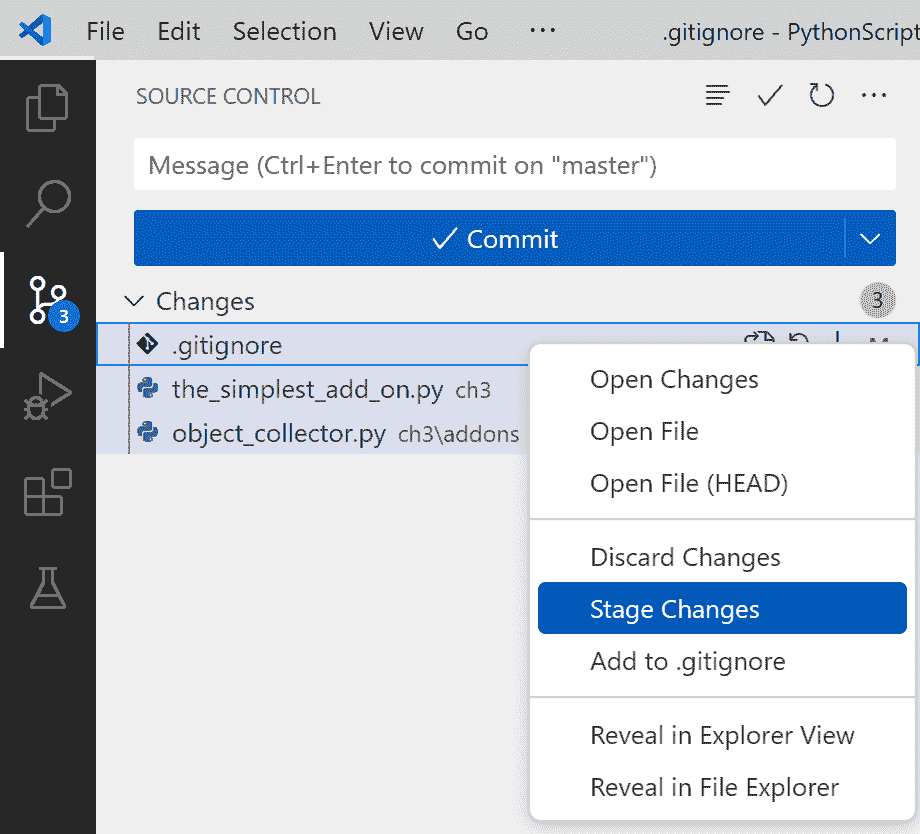 File Edit Selection View Go ··· .gitignore - PythonScript
SOURCE CONTROL
Message (Ctrl+Enter to commit on "master")
Commit
Changes 3
3
.gitignore
the_simplest_add_on.py ch3
object_collector.py ch3\addons
Open Changes
Open File
Open File (HEAD)
Discard Changes
Stage Changes
Add to .gitignore
Reveal in Explorer View
Reveal in File Explorer